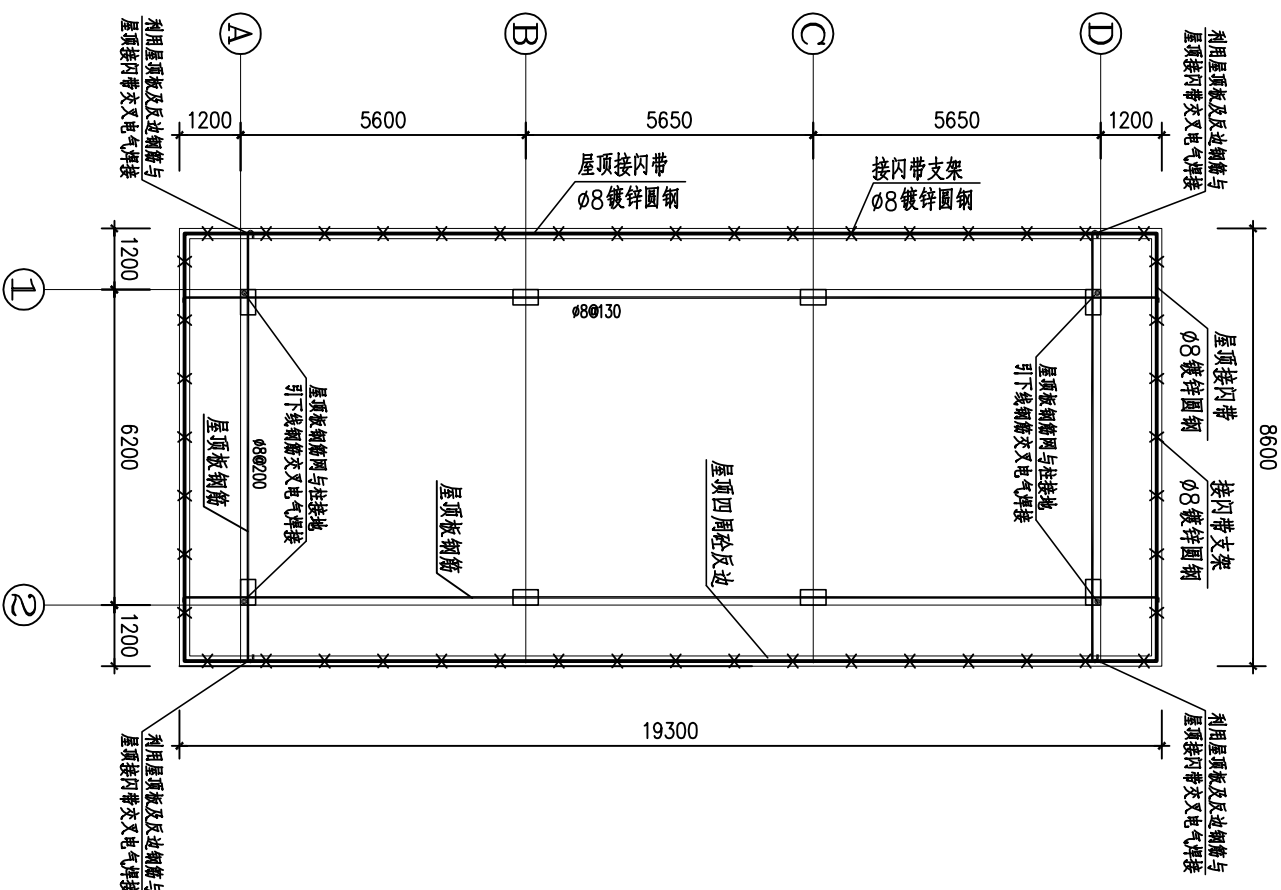 A
B
C
D
利用屋顶板及反边钢筋与
屋顶接闪带交叉电气焊接
利用屋顶板及反边钢筋与
屋顶接闪带交叉电气焊接
1200
5600
5650
5650
1200
屋顶接闪带
φ8镀锌圆钢
接闪带支架
φ8镀锌圆钢
1200
1
6200
2
1200
φ8@130
屋顶接闪带
φ8镀锌圆钢
接闪带支架
φ8镀锌圆钢
8600
屋顶板钢筋网与柱接地
引下线钢筋交叉电气焊接
屋顶板钢筋网与柱接地
引下线钢筋交叉电气焊接
φ8@200
屋顶板钢筋
屋顶板钢筋
屋顶四周砼反边
19300
利用屋顶板及反边钢筋与
屋顶接闪带交叉电气焊接
利用屋顶板及反边钢筋与
屋顶接闪带交叉电气焊接